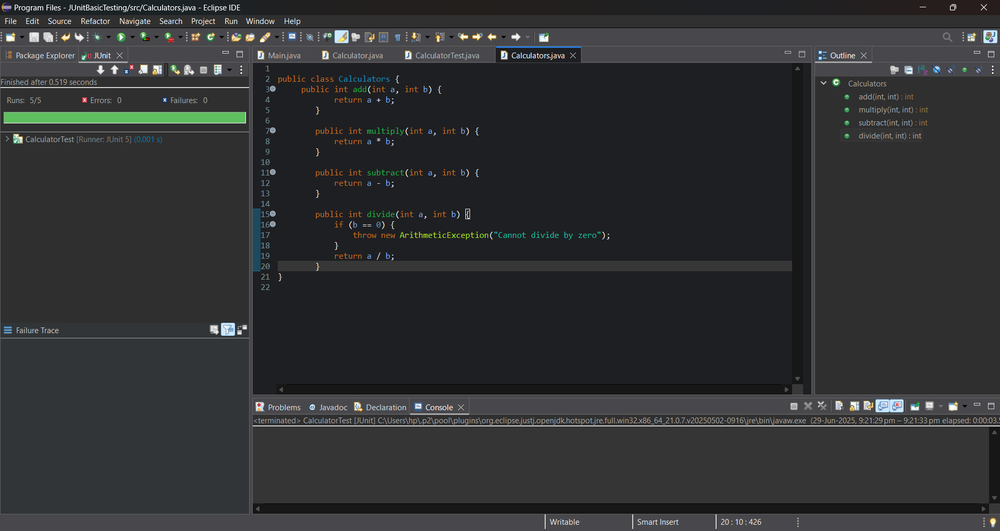 Program Files - JUnitBasicTesting/src/Calculators.java - Eclipse IDE
File Edit Source Refactor Navigate Search Project Run Window Help
Package Explorer JUnit
Finished after 0.519 seconds
Runs: 5/5 Errors: 0 Failures: 0
CalculatorTest [Runner: JUnit 5] (0.001 s)
Failure Trace
Main.java Calculator.java CalculatorTest.java Calculators.java
1
2 public class Calculators {
3 public int add(int a, int b) {
4 return a + b;
5 }
6
7 public int multiply(int a, int b) {
8 return a * b;
9 }
10
11 public int subtract(int a, int b) {
12 return a - b;
13 }
14
15 public int divide(int a, int b) {
16 if (b == 0) {
17 throw new ArithmeticException("Cannot divide by zero");
18 }
19 return a / b;
20 }
21 }
22
Outline
Calculators
add(int, int) : int
multiply(int, int) : int
subtract(int, int) : int
divide(int, int) : int
Problems Javadoc Declaration Console
<terminated> CalculatorTest [JUnit] C:\Users\hp\.p2\pool\plugins\org.eclipse.justj.openjdk.hotspot.jre.full.win32.x86_64_21.0.7.v20250502-0916\jre\bin\javaw.exe (29-Jun-2025, 9:21:29 pm – 9:21:33 pm elapsed: 0:00:03.
Writable Smart Insert 20 : 10 : 426